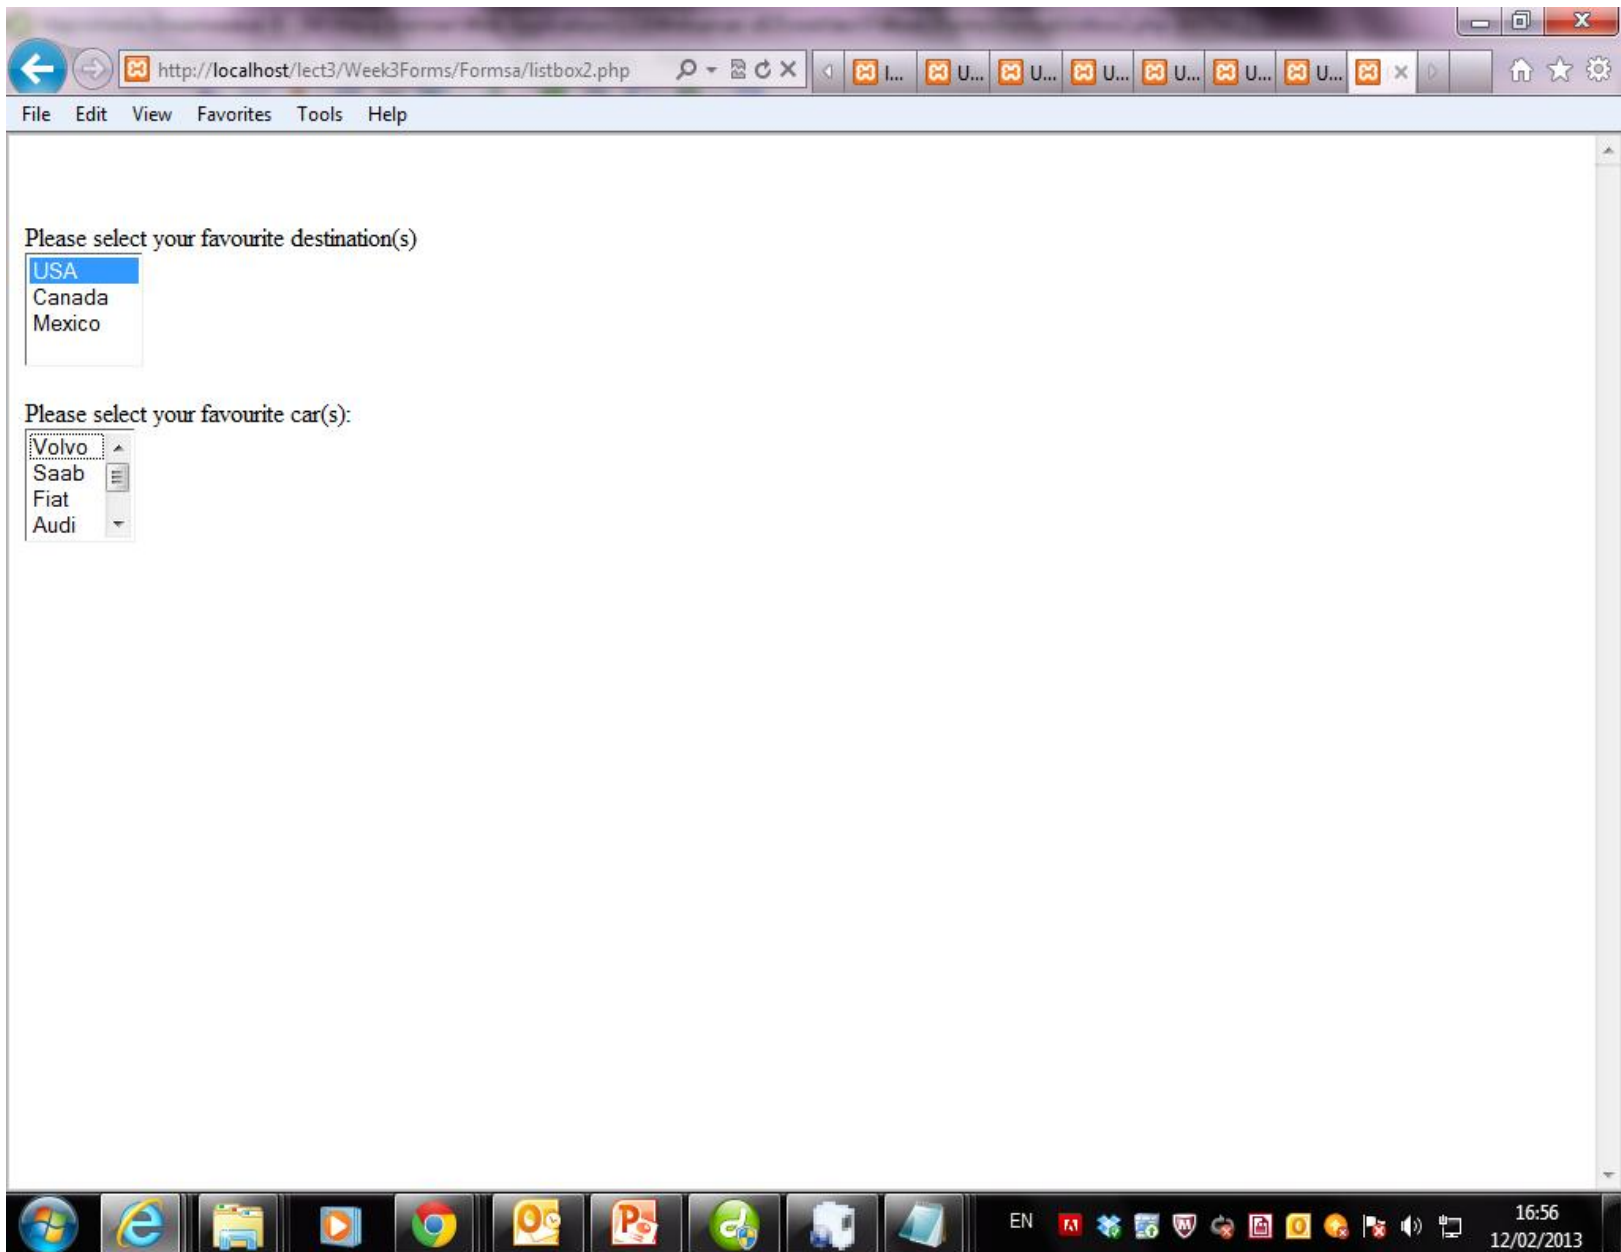 http://localhost/lect3/Week3Forms/Formsa/listbox2.php
I... U... U... U... U... U... U...
File Edit View Favorites Tools Help
Please select your favourite destination(s)
USA
Canada
Mexico
Please select your favourite car(s):
Volvo
Saab
Fiat
Audi
EN
16:56
12/02/2013